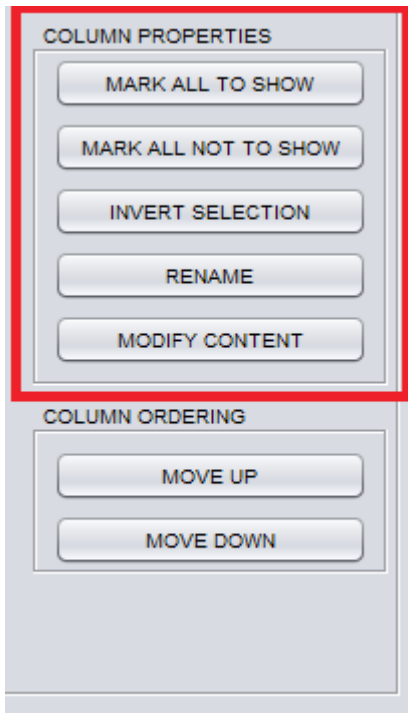 COLUMN PROPERTIES
MARK ALL TO SHOW
MARK ALL NOT TO SHOW
INVERT SELECTION
RENAME
MODIFY CONTENT
COLUMN ORDERING
MOVE UP
MOVE DOWN